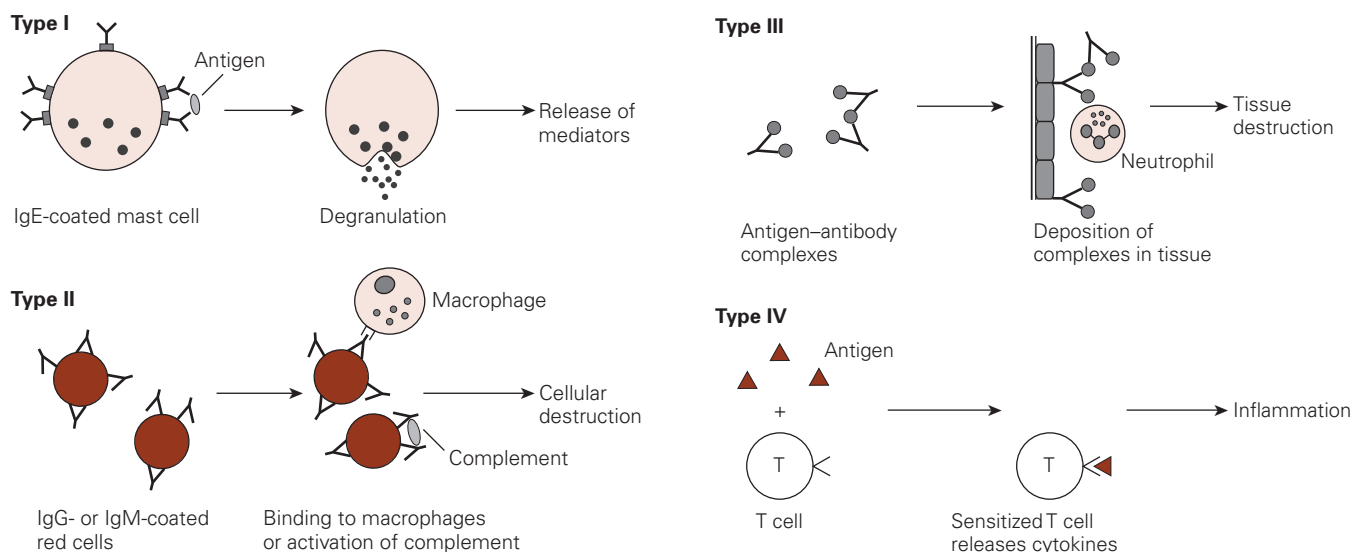 Type I
Antigen
Release of
mediators
IgE-coated mast cell
Degranulation
Type II
Macrophage
Cellular
destruction
Complement
IgG- or IgM-coated
red cells
Binding to macrophages
or activation of complement
Type III
Tissue
destruction
Neutrophil
Antigen–antibody
complexes
Deposition of
complexes in tissue
Type IV
Antigen
+
T
T
Inflammation
T cell
Sensitized T cell
releases cytokines